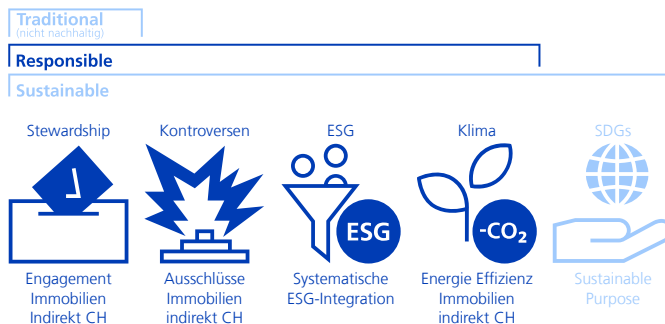 Traditional
(nicht nachhaltig)
Responsible
Sustainable
Stewardship
Kontroversen
ESG
Klima
SDGs
ESG
-CO₂
Engagement
Immobilien
Indirekt CH
Ausschlüsse
Immobilien
indirekt CH
Systematische
ESG-Integration
Energie Effizienz
Immobilien
indirekt CH
Sustainable
Purpose